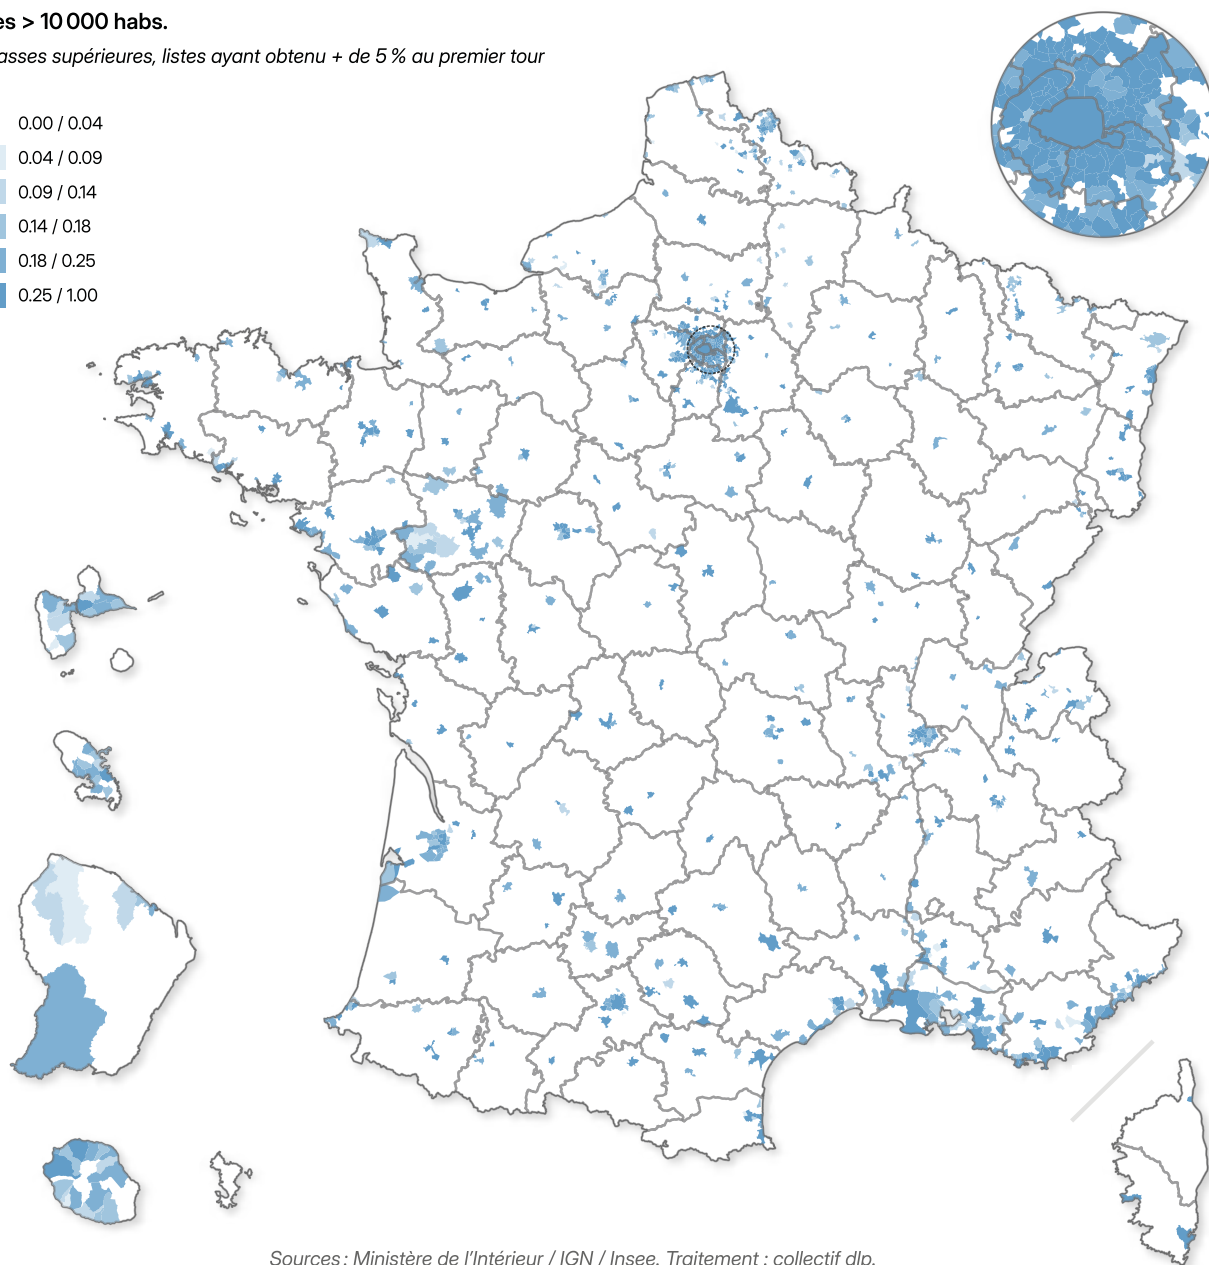 es > 10 000 habs.
asses supérieures, listes ayant obtenu + de 5 % au premier tour
0.00 / 0.04
0.04 / 0.09
0.09 / 0.14
0.14 / 0.18
0.18 / 0.25
0.25 / 1.00
Sources : Ministère de l'Intérieur / IGN / Insee. Traitement : collectif dlp.